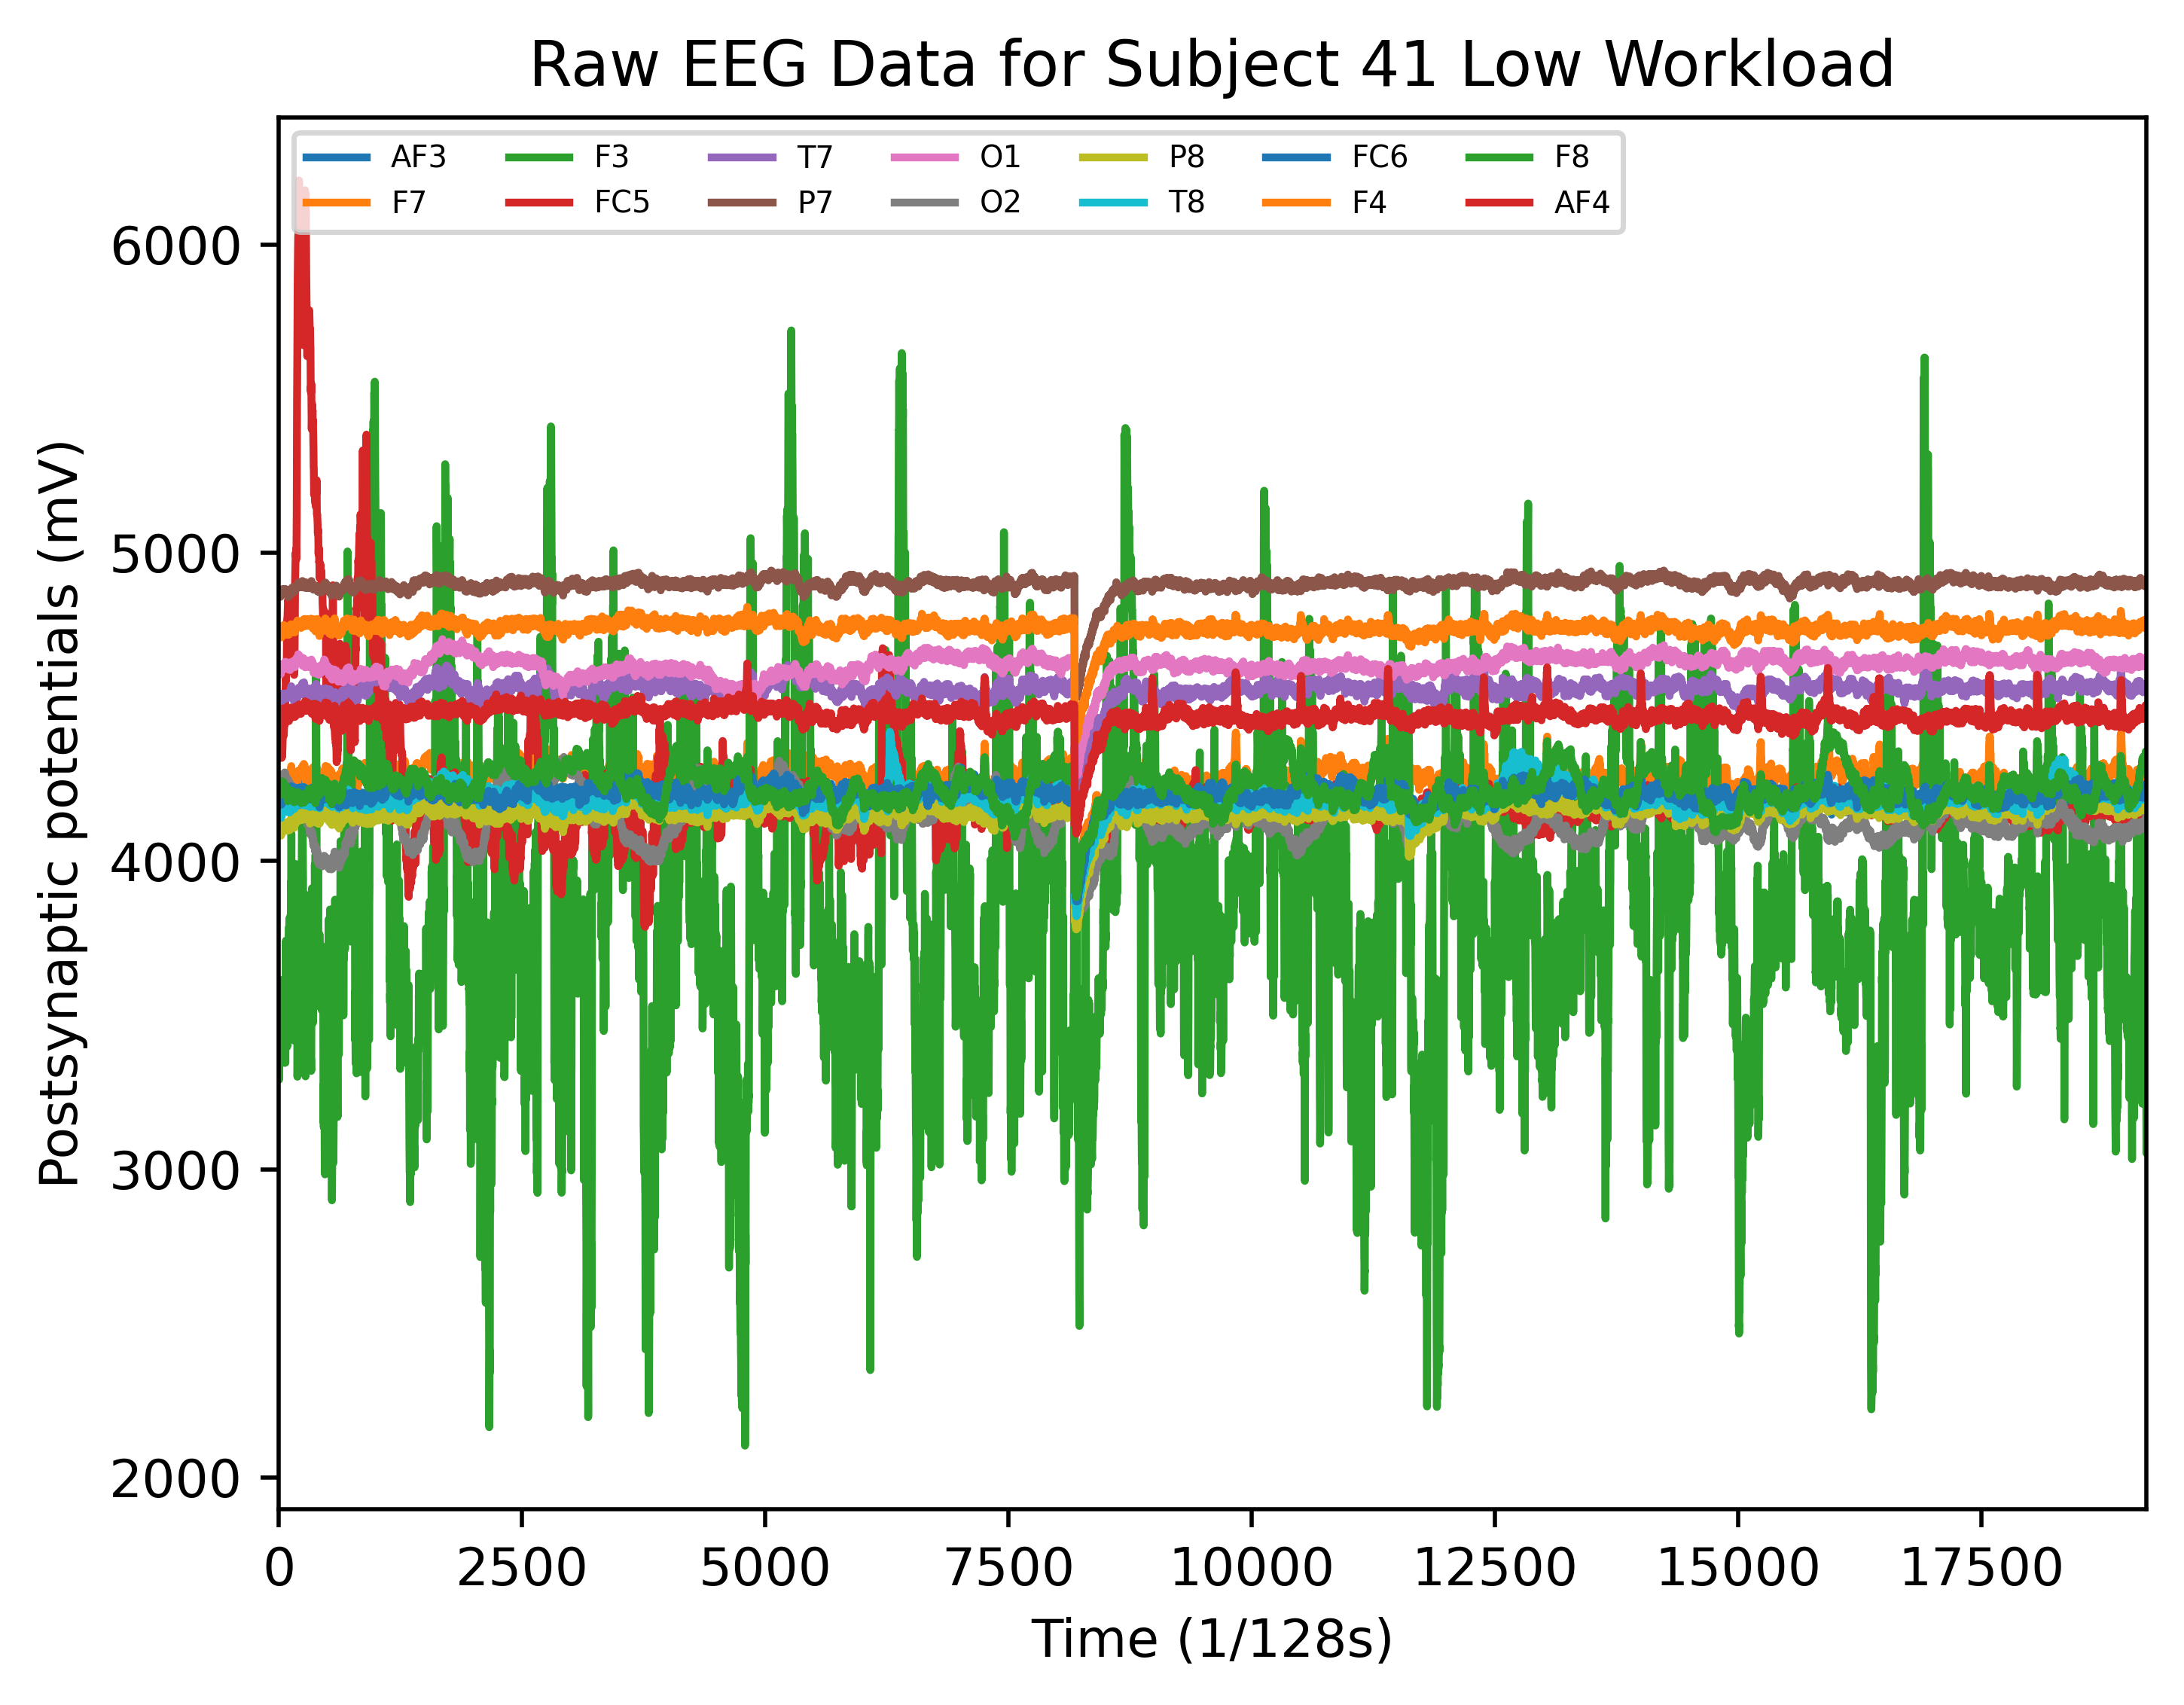 Raw EEG Data for Subject 41 Low Workload
AF3 F3 T7 O1 P8 FC6 F8
F7 FC5 P7 O2 T8 F4 AF4
6000
5000
4000
3000
2000
Postsynaptic potentials (mV)
0 2500 5000 7500 10000 12500 15000 17500
Time (1/128s)